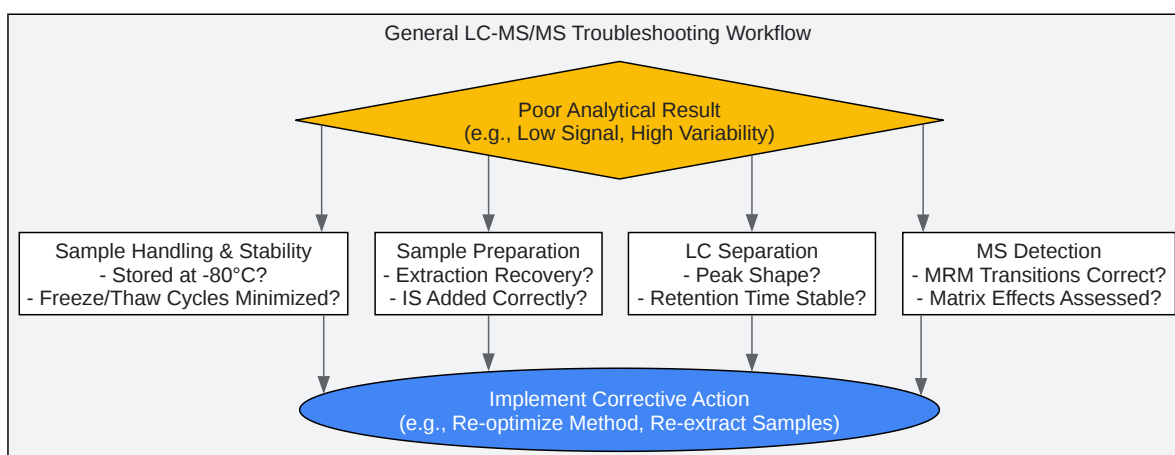 General LC-MS/MS Troubleshooting Workflow
Poor Analytical Result
(e.g., Low Signal, High Variability)
Sample Handling & Stability
- Stored at -80°C?
- Freeze/Thaw Cycles Minimized?
Sample Preparation
- Extraction Recovery?
- IS Added Correctly?
LC Separation
- Peak Shape?
- Retention Time Stable?
MS Detection
- MRM Transitions Correct?
- Matrix Effects Assessed?
Implement Corrective Action
(e.g., Re-optimize Method, Re-extract Samples)